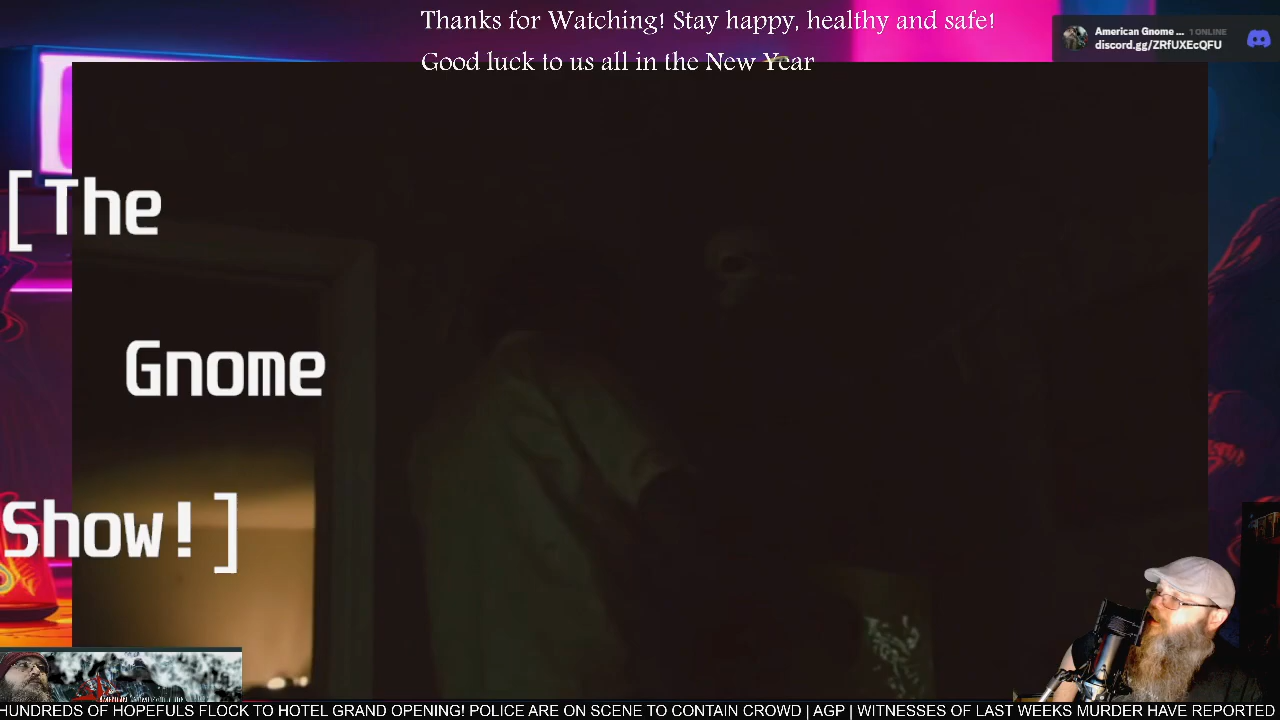 Thanks for Watching! Stay happy, healthy and safe!
Good luck to us all in the New Year
American Gnome ... 1 ONLINE
discord.gg/ZRfUXEcQFU
[The
Gnome
Show!]
HUNDREDS OF HOPEFULS FLOCK TO HOTEL GRAND OPENING! POLICE ARE ON SCENE TO CONTAIN CROWD | AGP | WITNESSES OF LAST WEEKS MURDER HAVE REPORTED